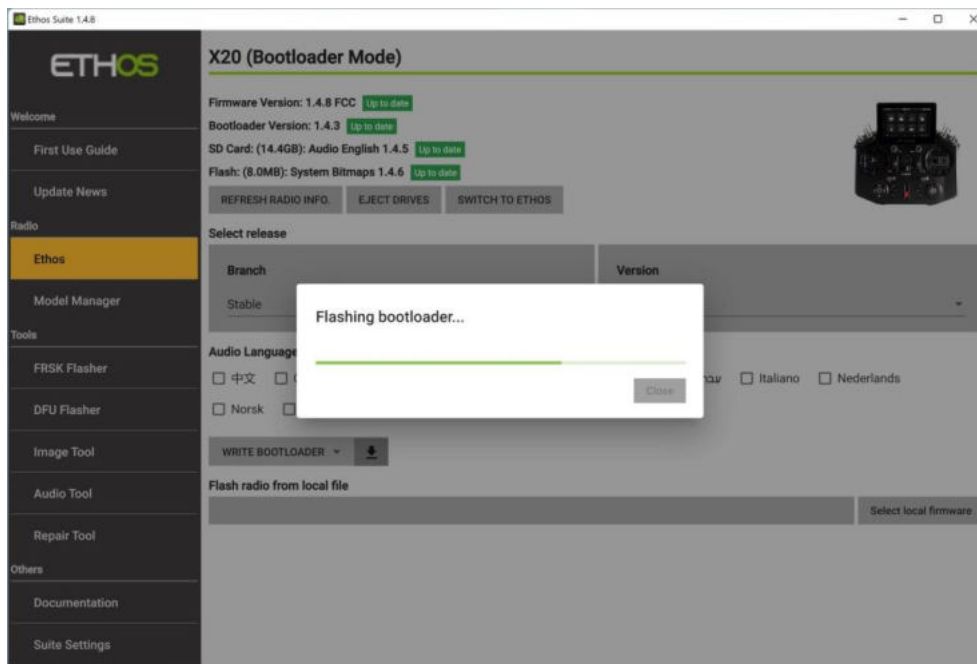 Ethos Suite 1.4.8
ETHOS
Welcome
First Use Guide
Update News
Radio
Ethos
Model Manager
Tools
FRSK Flasher
DFU Flasher
Image Tool
Audio Tool
Repair Tool
Others
Documentation
Suite Settings
X20 (Bootloader Mode)
Firmware Version: 1.4.8 FCC Up to date
Bootloader Version: 1.4.3 Up to date
SD Card: (14.4GB): Audio English 1.4.5 Up to date
Flash: (8.0MB): System Bitmaps 1.4.6 Up to date
REFRESH RADIO INFO. EJECT DRIVES SWITCH TO ETHOS
Select release
Branch Version
Stable
Flashing bootloader...
Close
Audio Language
中文 Italiano Nederlands
Norsk
WRITE BOOTLOADER
Flash radio from local file
Select local firmware